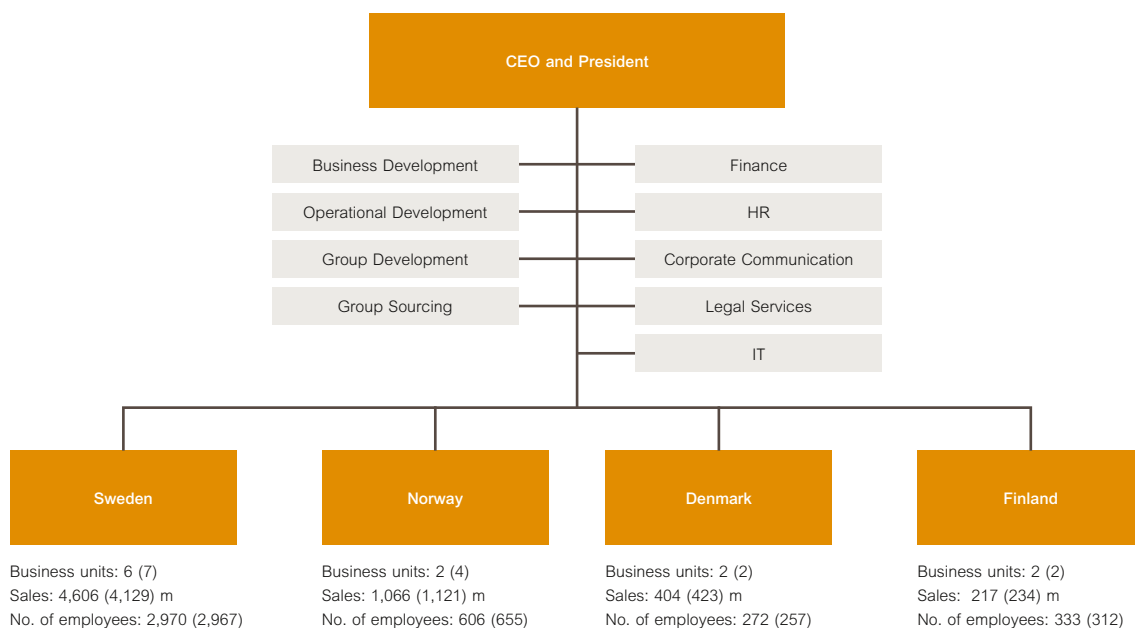 CEO and President
Business Development
Finance
Operational Development
HR
Group Development
Corporate Communication
Group Sourcing
Legal Services
IT
Sweden
Norway
Denmark
Finland
Business units: 6 (7)
Sales: 4,606 (4,129) m
No. of employees: 2,970 (2,967)
Business units: 2 (4)
Sales: 1,066 (1,121) m
No. of employees: 606 (655)
Business units: 2 (2)
Sales: 404 (423) m
No. of employees: 272 (257)
Business units: 2 (2)
Sales: 217 (234) m
No. of employees: 333 (312)